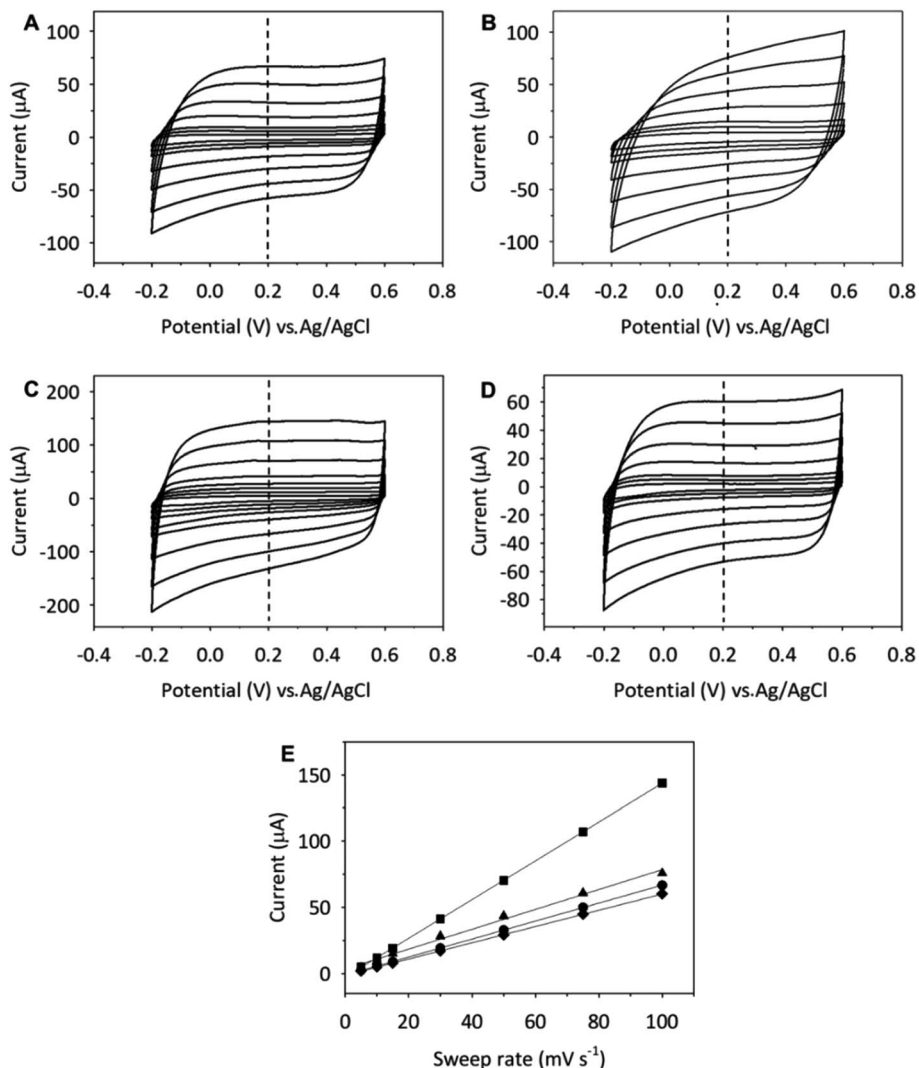 A
100
50
0
-50
-100
Current (µA)
-0.4 -0.2 0.0 0.2 0.4 0.6 0.8
Potential (V) vs.Ag/AgCl
B
100
50
0
-50
-100
Current (µA)
-0.4 -0.2 0.0 0.2 0.4 0.6 0.8
Potential (V) vs.Ag/AgCl
C
200
100
0
-100
-200
Current (µA)
-0.4 -0.2 0.0 0.2 0.4 0.6 0.8
Potential (V) vs.Ag/AgCl
D
60
40
20
0
-20
-40
-60
-80
Current (µA)
-0.4 -0.2 0.0 0.2 0.4 0.6 0.8
Potential (V) vs.Ag/AgCl
E
150
100
50
0
Current (µA)
0 20 40 60 80 100
Sweep rate (mV s⁻¹)